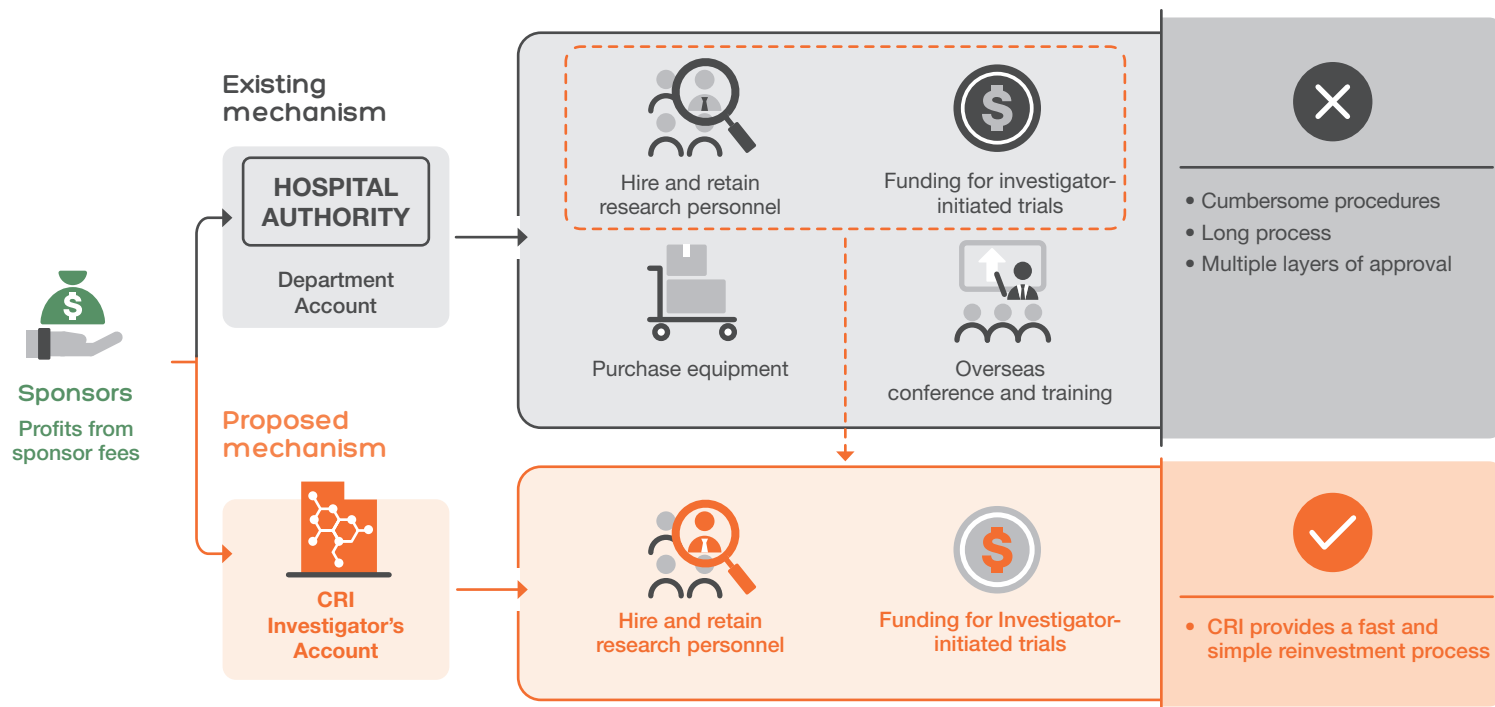 Existing
mechanism
HOSPITAL
AUTHORITY
Department
Account
Hire and retain
research personnel
Funding for investigator-
initiated trials
Purchase equipment
Overseas
conference and training
• Cumbersome procedures
• Long process
• Multiple layers of approval
$
Sponsors
Profits from
sponsor fees
Proposed
mechanism
CRI
Investigator's
Account
Hire and retain
research personnel
$
Funding for Investigator-
initiated trials
• CRI provides a fast and
simple reinvestment process
$